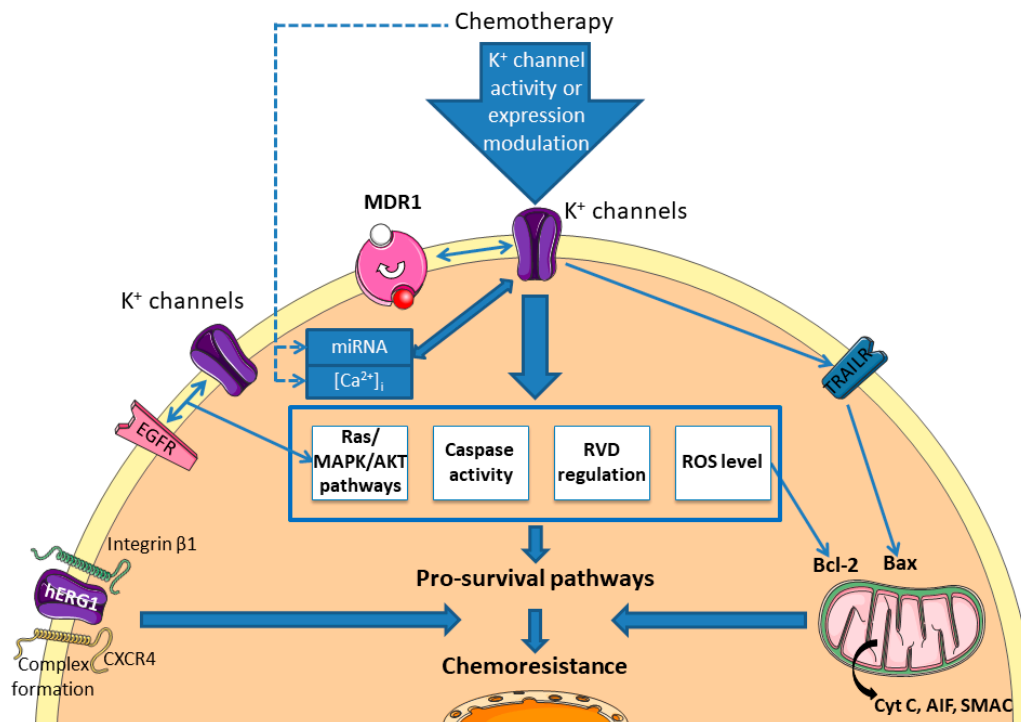 Chemotherapy
K⁺ channel
activity or
expression
modulation
MDR1
K⁺ channels
K⁺ channels
miRNA
[Ca²⁺]ᵢ
TRAILR
EGFR
Ras/
MAPK/AKT
pathways
Caspase
activity
RVD
regulation
ROS level
Integrin β1
hERG1
CXCR4
Complex
formation
Pro-survival pathways
Bcl-2
Bax
Chemoresistance
Cyt C, AIF, SMAC